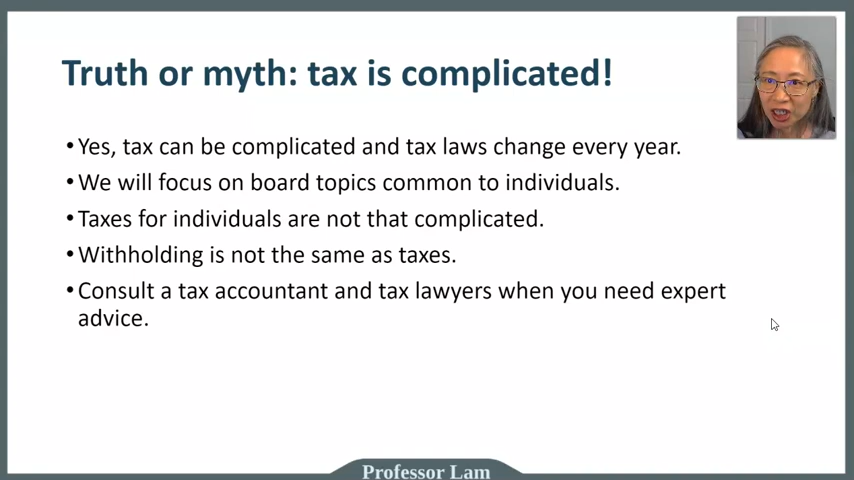 Truth or myth: tax is complicated!
•Yes, tax can be complicated and tax laws change every year.
•We will focus on board topics common to individuals.
•Taxes for individuals are not that complicated.
•Withholding is not the same as taxes.
•Consult a tax accountant and tax lawyers when you need expert
advice.
Professor Lam